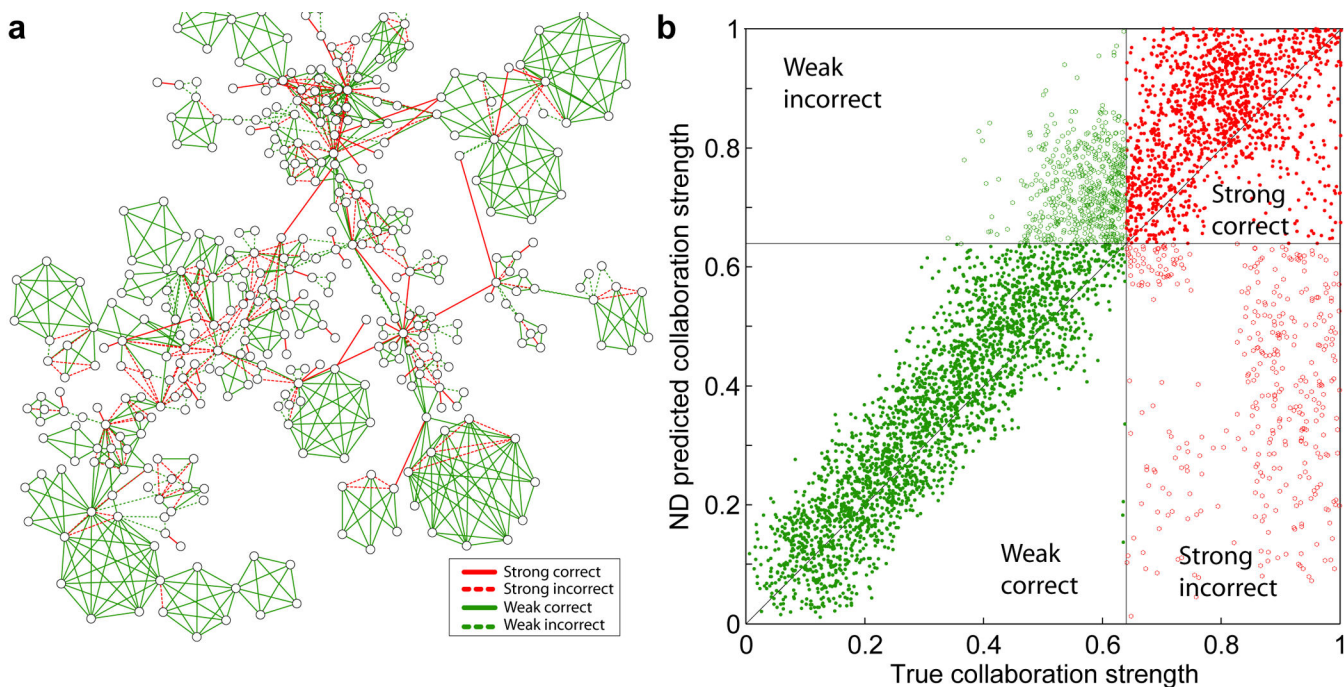 a
Strong correct
Strong incorrect
Weak correct
Weak incorrect
b
ND predicted collaboration strength
1
0.8
0.6
0.4
0.2
0
Weak
incorrect
Strong
correct
Weak
correct
Strong
incorrect
0
0.2
0.4
0.6
0.8
1
True collaboration strength